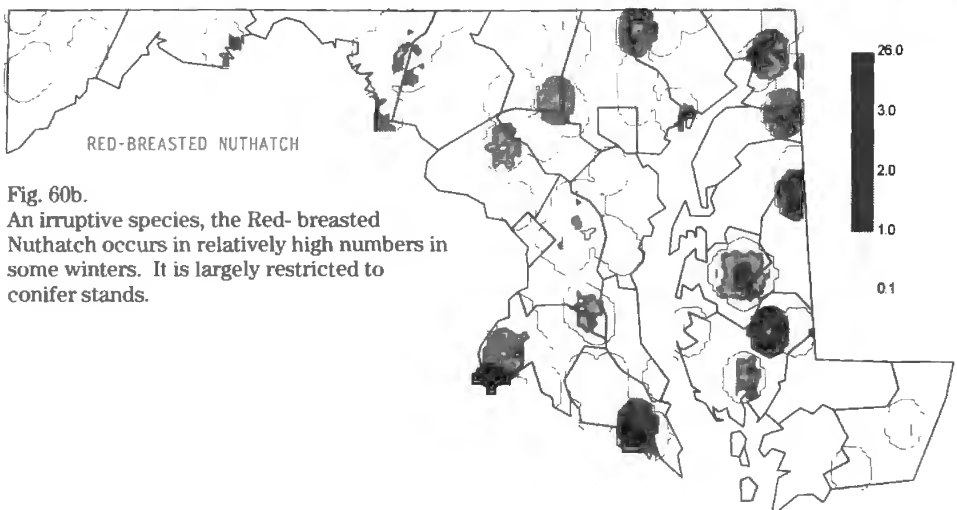 26.0
3.0
2.0
1.0
0.1
RED-BREASTED NUTHATCH
Fig. 60b.
An irruptive species, the Red- breasted
Nuthatch occurs in relatively high numbers in
some winters. It is largely restricted to
conifer stands.